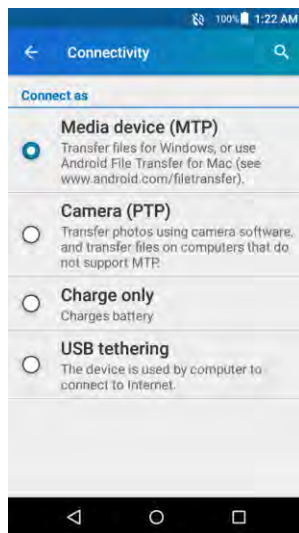 100% 1:22 AM
Connectivity
Connect as
Media device (MTP)
Transfer files for Windows, or use
Android File Transfer for Mac (see
www.android.com/filetransfer).
Camera (PTP)
Transfer photos using camera software,
and transfer files on computers that do
not support MTP.
Charge only
Charges battery
USB tethering
The device is used by computer to
connect to Internet.